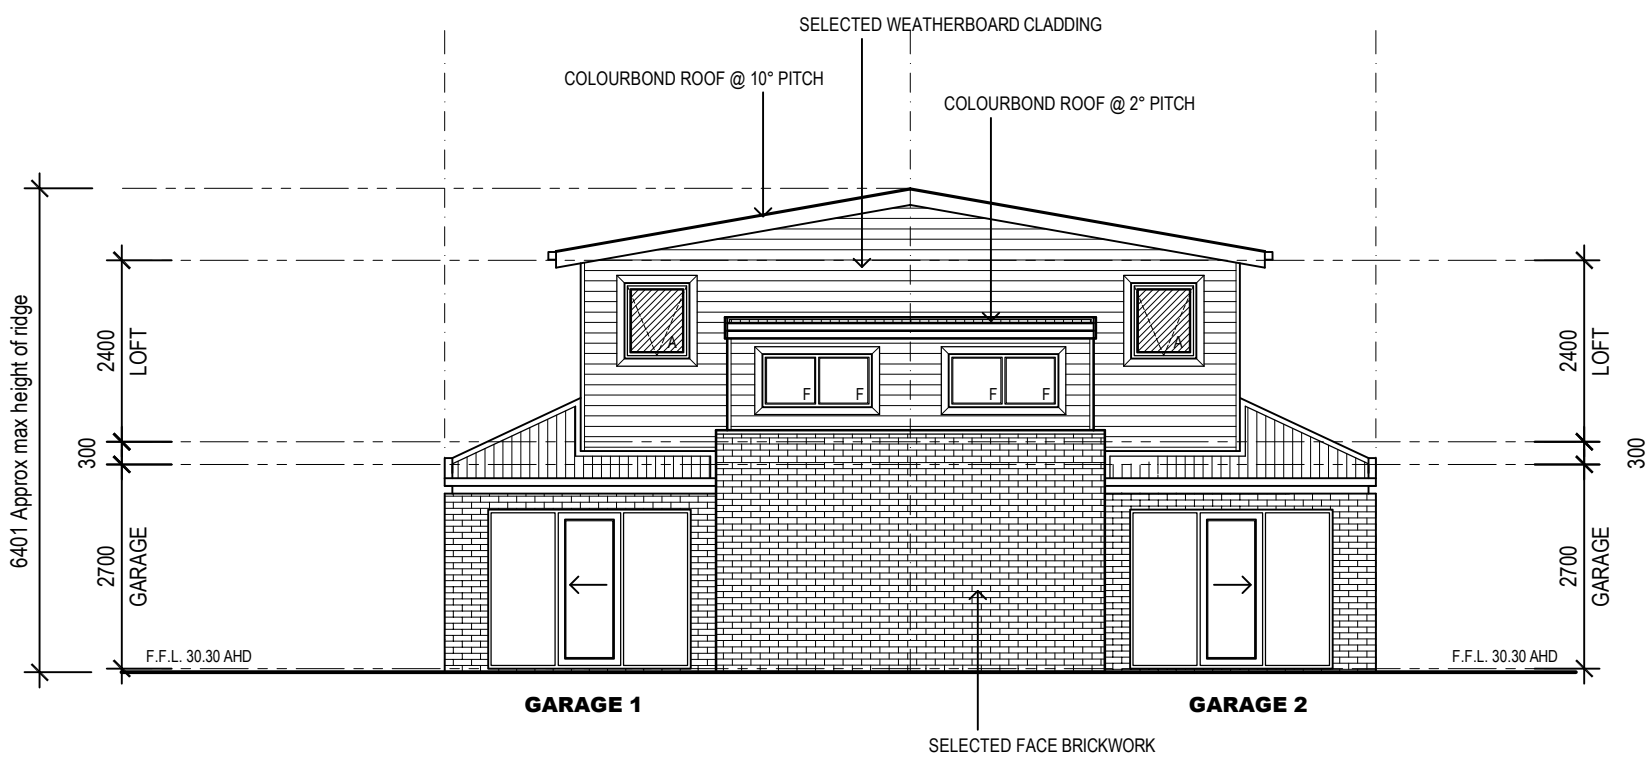 SELECTED WEATHERBOARD CLADDING
COLOURBOND ROOF @ 10° PITCH
COLOURBOND ROOF @ 2° PITCH
6401 Approx max height of ridge
2400
LOFT
300
2700
GARAGE
A
A
F
F
F
F
2400
LOFT
300
2700
GARAGE
F.F.L. 30.30 AHD
F.F.L. 30.30 AHD
GARAGE 1
GARAGE 2
SELECTED FACE BRICKWORK